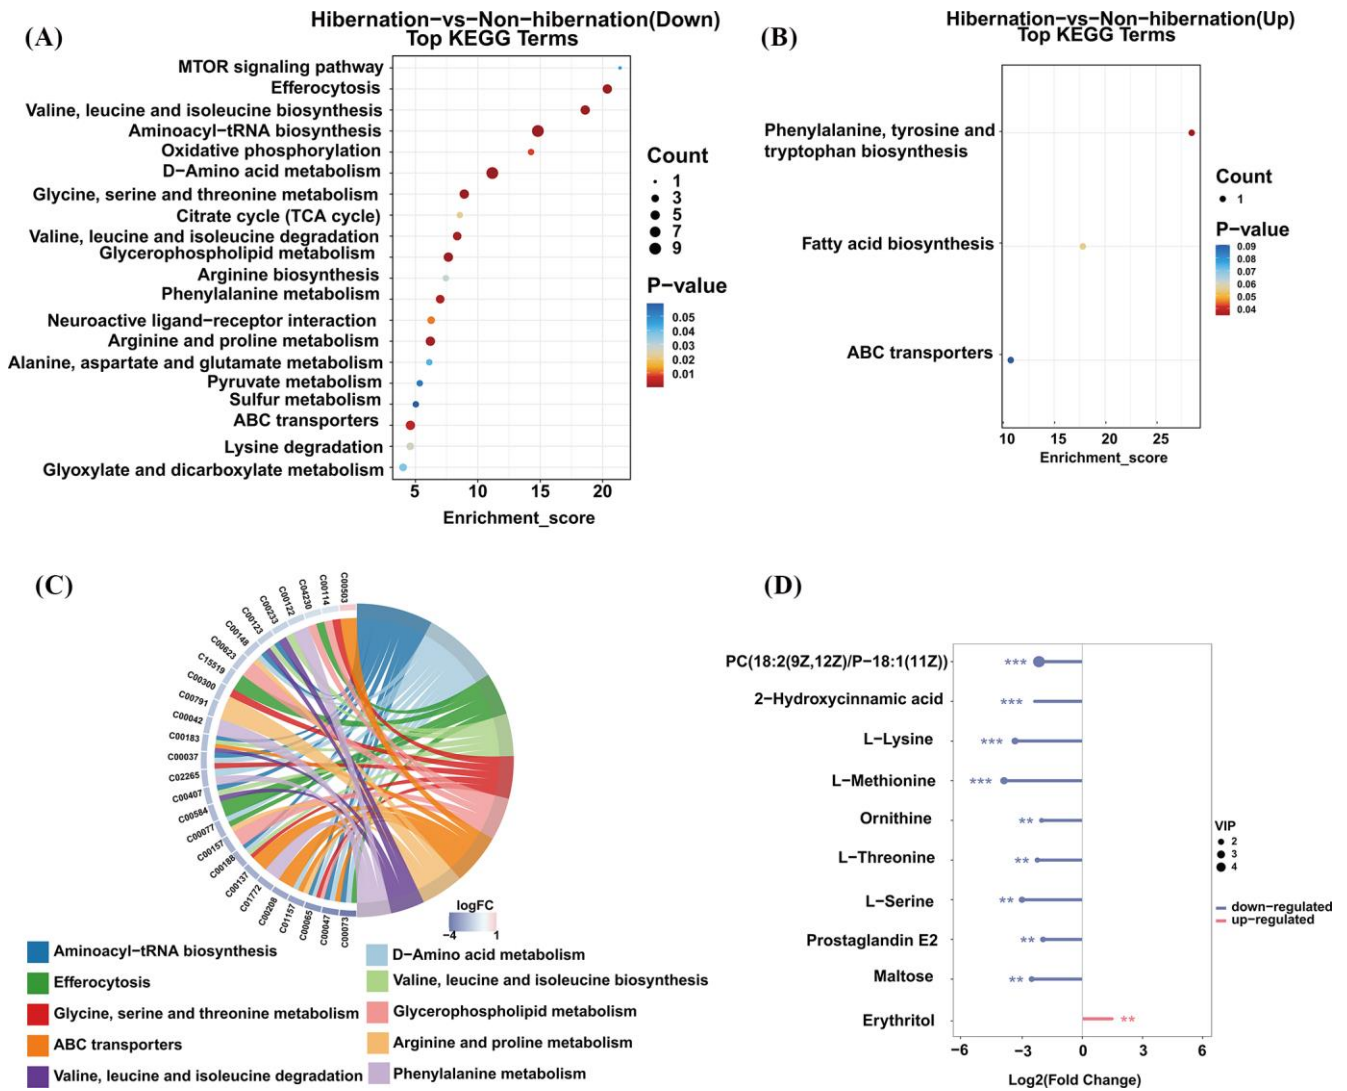 (A)
Hibernation-vs-Non-hibernation(Down)
Top KEGG Terms
MTOR signaling pathway
Efferocytosis
Valine, leucine and isoleucine biosynthesis
Aminoacyl-tRNA biosynthesis
Oxidative phosphorylation
D-Amino acid metabolism
Glycine, serine and threonine metabolism
Citrate cycle (TCA cycle)
Valine, leucine and isoleucine degradation
Glycerophospholipid metabolism
Arginine biosynthesis
Phenylalanine metabolism
Neuroactive ligand-receptor interaction
Arginine and proline metabolism
Alanine, aspartate and glutamate metabolism
Pyruvate metabolism
Sulfur metabolism
ABC transporters
Lysine degradation
Glyoxylate and dicarboxylate metabolism
5 10 15 20
Enrichment_score
Count
1
3
5
7
9
P-value
0.05
0.04
0.03
0.02
0.01
(B)
Hibernation-vs-Non-hibernation(Up)
Top KEGG Terms
Phenylalanine, tyrosine and
tryptophan biosynthesis
Fatty acid biosynthesis
ABC transporters
10 15 20 25
Enrichment_score
Count
1
P-value
0.09
0.08
0.07
0.06
0.05
0.04
(C)
C00503
C00114
C04230
C00122
C00233
C00123
C00148
C00623
C15519
C00300
C00791
C00042
C00183
C00037
C02265
C00407
C00584
C00077
C00157
C00188
C00137
C01772
C00208
C01157
C00065
C00047
C00073
logFC
-4 1
Aminoacyl-tRNA biosynthesis
Efferocytosis
Glycine, serine and threonine metabolism
ABC transporters
Valine, leucine and isoleucine degradation
D-Amino acid metabolism
Valine, leucine and isoleucine biosynthesis
Glycerophospholipid metabolism
Arginine and proline metabolism
Phenylalanine metabolism
(D)
PC(18:2(9Z,12Z)/P-18:1(11Z)) ***
2-Hydroxycinnamic acid ***
L-Lysine ***
L-Methionine ***
Ornithine **
L-Threonine **
L-Serine **
Prostaglandin E2 **
Maltose **
Erythritol **
-6 -3 0 3 6
Log2(Fold Change)
VIP
2
3
4
down-regulated
up-regulated